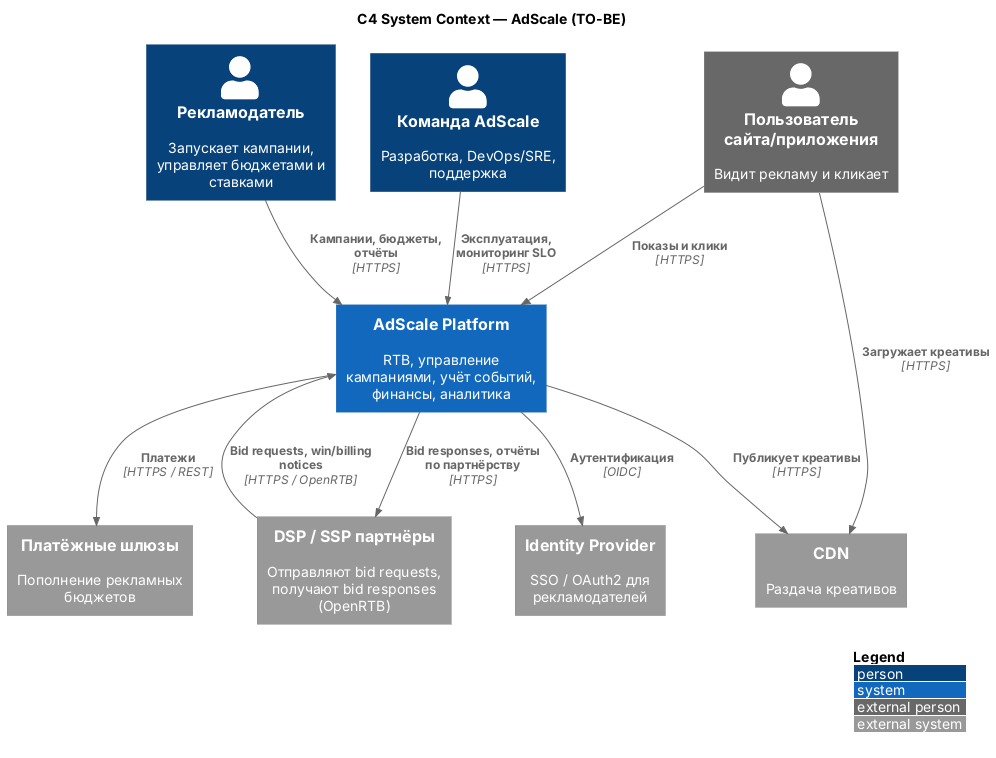 C4 System Context — AdScale (TO-BE)
Рекламодатель
Запускает кампании,
управляет бюджетами и
ставками
Команда AdScale
Разработка, DevOps/SRE,
поддержка
Пользователь
сайта/приложения
Видит рекламу и кликает
Кампании, бюджеты,
отчёты
[HTTPS]
Эксплуатация,
мониторинг SLO
[HTTPS]
Показы и клики
[HTTPS]
Загружает креативы
[HTTPS]
AdScale Platform
RTB, управление
кампаниями, учёт событий,
финансы, аналитика
Платежи
[HTTPS / REST]
Bid requests, win/billing
notices
[HTTPS / OpenRTB]
Bid responses, отчёты
по партнёрству
[HTTPS]
Аутентификация
[OIDC]
Публикует креативы
[HTTPS]
Платёжные шлюзы
Пополнение рекламных
бюджетов
DSP / SSP партнёры
Отправляют bid requests,
получают bid responses
(OpenRTB)
Identity Provider
SSO / OAuth2 для
рекламодателей
CDN
Раздача креативов
Legend
person
system
external person
external system